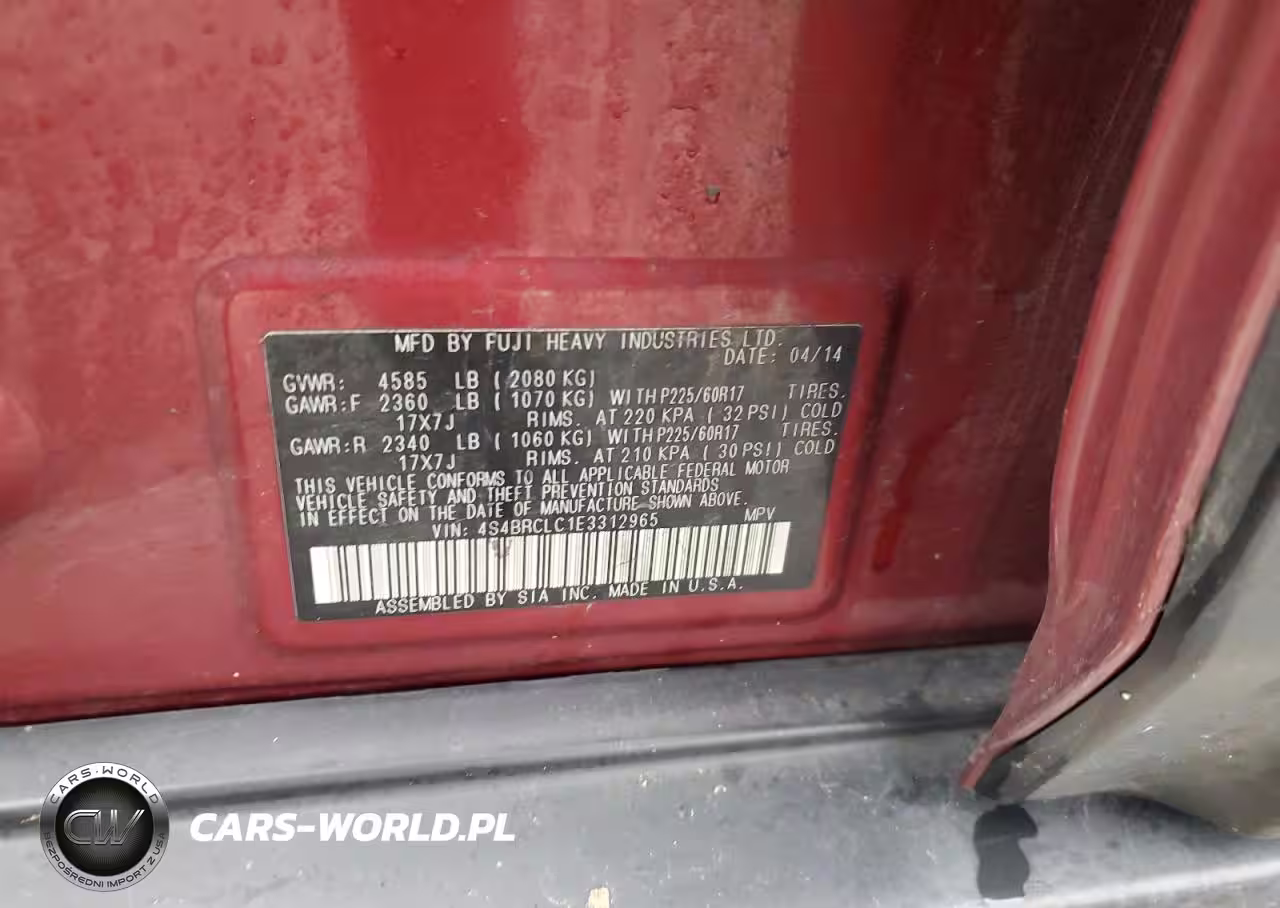 MFD BY FUJI HEAVY INDUSTRIES LTD.
DATE: 04/14
GVWR: 4585 LB ( 2080 KG)
GAWR:F 2360 LB ( 1070 KG) WITH P225/60R17 TIRES.
17X7J RIMS. AT 220 KPA ( 32 PSI) COLD
GAWR:R 2340 LB ( 1060 KG) WITH P225/60R17 TIRES.
17X7J RIMS. AT 210 KPA ( 30 PSI) COLD
THIS VEHICLE CONFORMS TO ALL APPLICABLE FEDERAL MOTOR
VEHICLE SAFETY AND THEFT PREVENTION STANDARDS
IN EFFECT ON THE DATE OF MANUFACTURE SHOWN ABOVE.
VIN: 4S4BRCLC1E3312965 MPV
ASSEMBLED BY SIA INC. MADE IN U.S.A.
CARS-WORLD
CW
BEZPOŚREDNI IMPORT Z USA
CARS-WORLD.PL